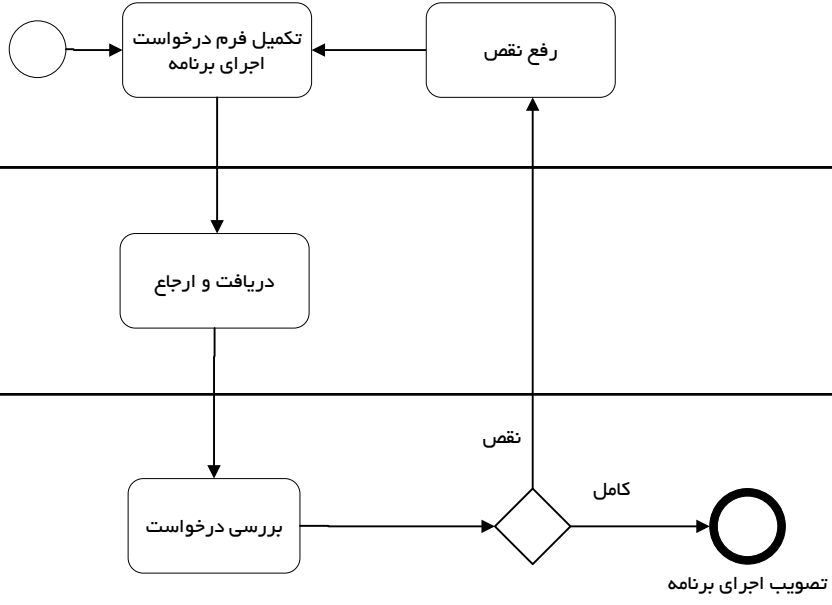 تکمیل فرم درخواست
اجرای برنامه
رفع نقص
دریافت و ارجاع
نقص
کامل
بررسی درخواست
تصویب اجرای برنامه